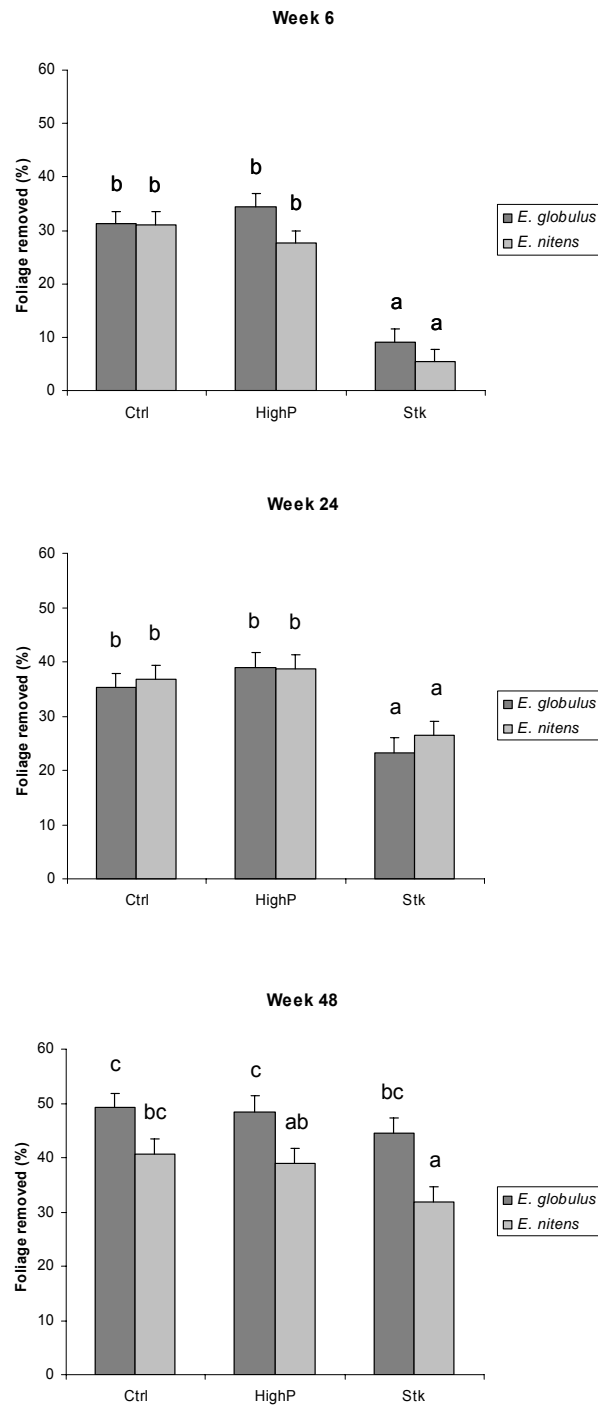 Week 6
Foliage removed (%)
60
50
40
30
20
10
0
b b b b a a
Ctrl HighP Stk
E. globulus
E. nitens
Week 24
Foliage removed (%)
60
50
40
30
20
10
0
b b b b a a
Ctrl HighP Stk
E. globulus
E. nitens
Week 48
Foliage removed (%)
60
50
40
30
20
10
0
c bc c ab bc a
Ctrl HighP Stk
E. globulus
E. nitens